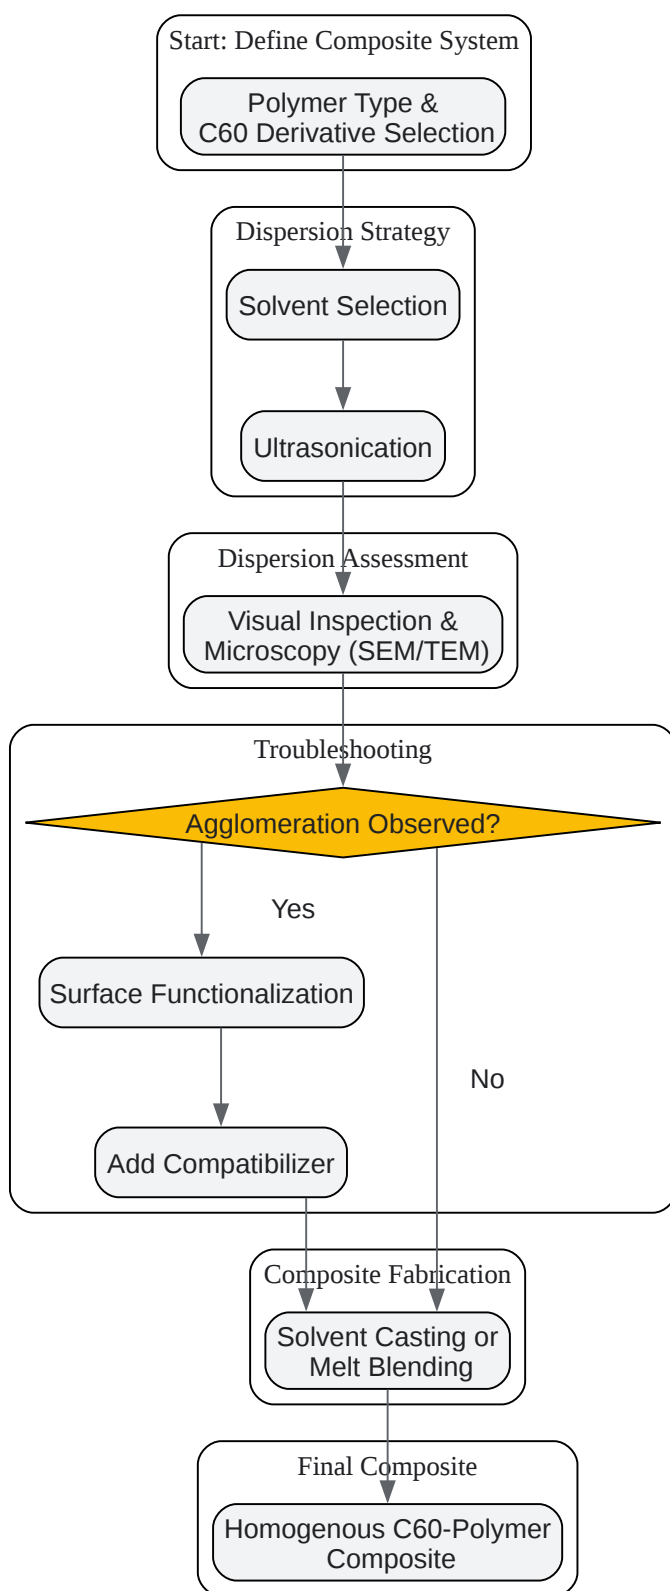 Start: Define Composite System
Polymer Type &
C60 Derivative Selection
Dispersion Strategy
Solvent Selection
Ultrasonication
Dispersion Assessment
Visual Inspection &
Microscopy (SEM/TEM)
Troubleshooting
Agglomeration Observed?
Yes
Surface Functionalization
No
Add Compatibilizer
Composite Fabrication
Solvent Casting or
Melt Blending
Final Composite
Homogenous C60-Polymer
Composite